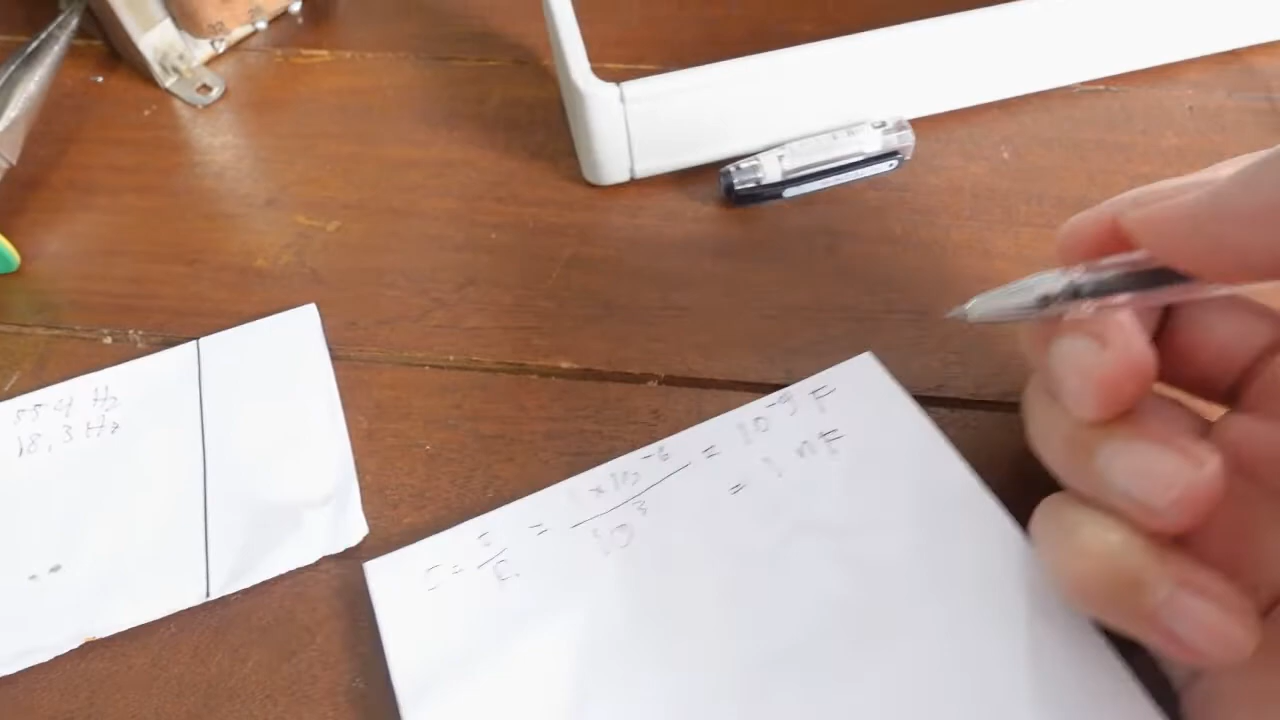 554 Hz
18,3 Hz
C = τ/R = 1 × 10⁻⁶ / 10³ = 10⁻⁹ F
= 1 nF